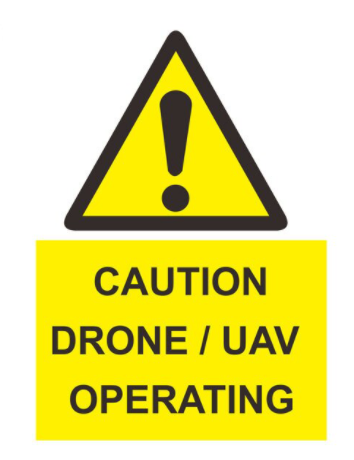 CAUTION
DRONE / UAV
OPERATING